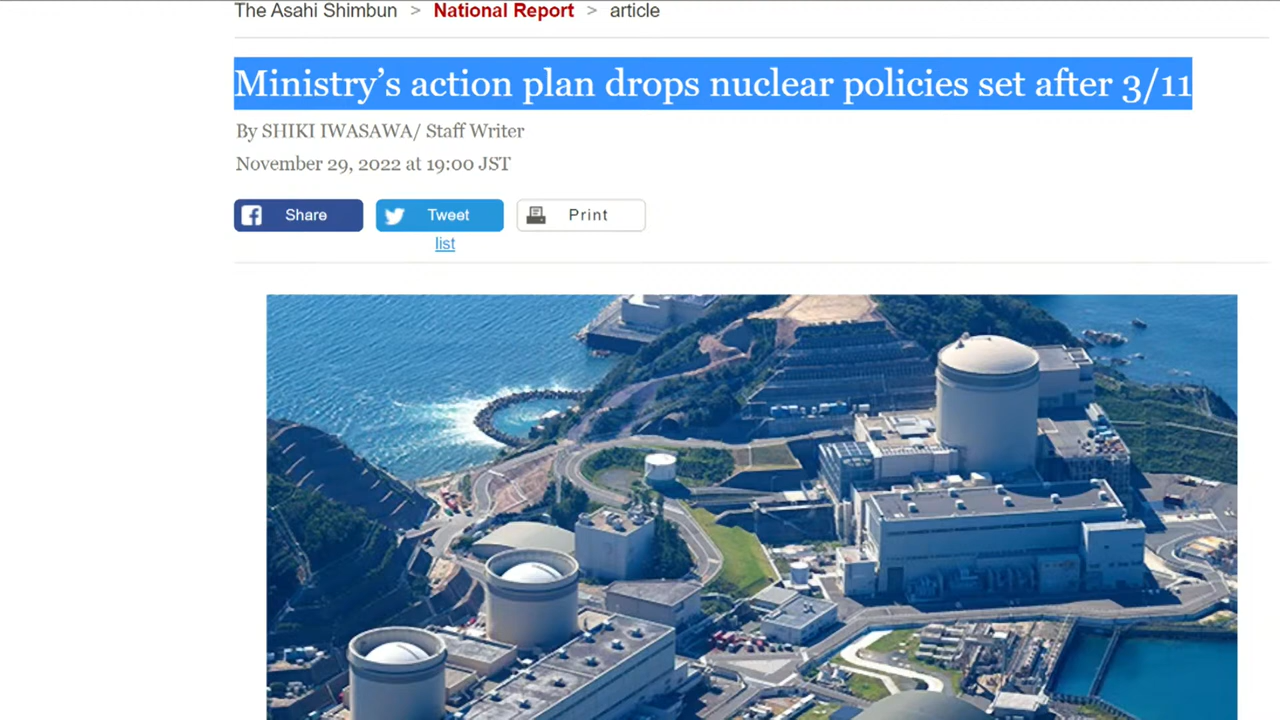 The Asahi Shimbun > National Report > article
Ministry’s action plan drops nuclear policies set after 3/11
By SHIKI IWASAWA/ Staff Writer
November 29, 2022 at 19:00 JST
Share Tweet Print
list